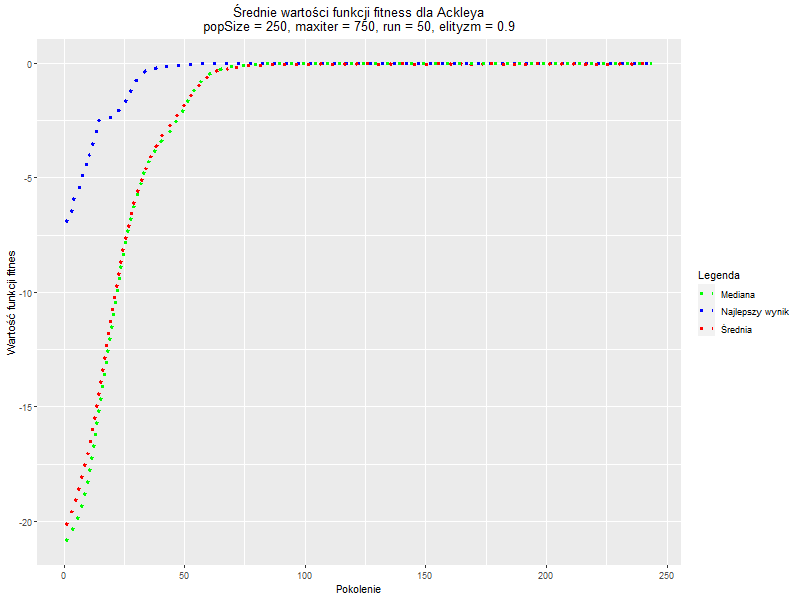 Średnie wartości funkcji fitness dla Ackleya
popSize = 250, maxiter = 750, run = 50, elityzm = 0.9
Wartość funkcji fitnes
0
-5
-10
-15
-20
0
50
100
150
200
250
Pokolenie
Legenda
Mediana
Najlepszy wynik
Średnia